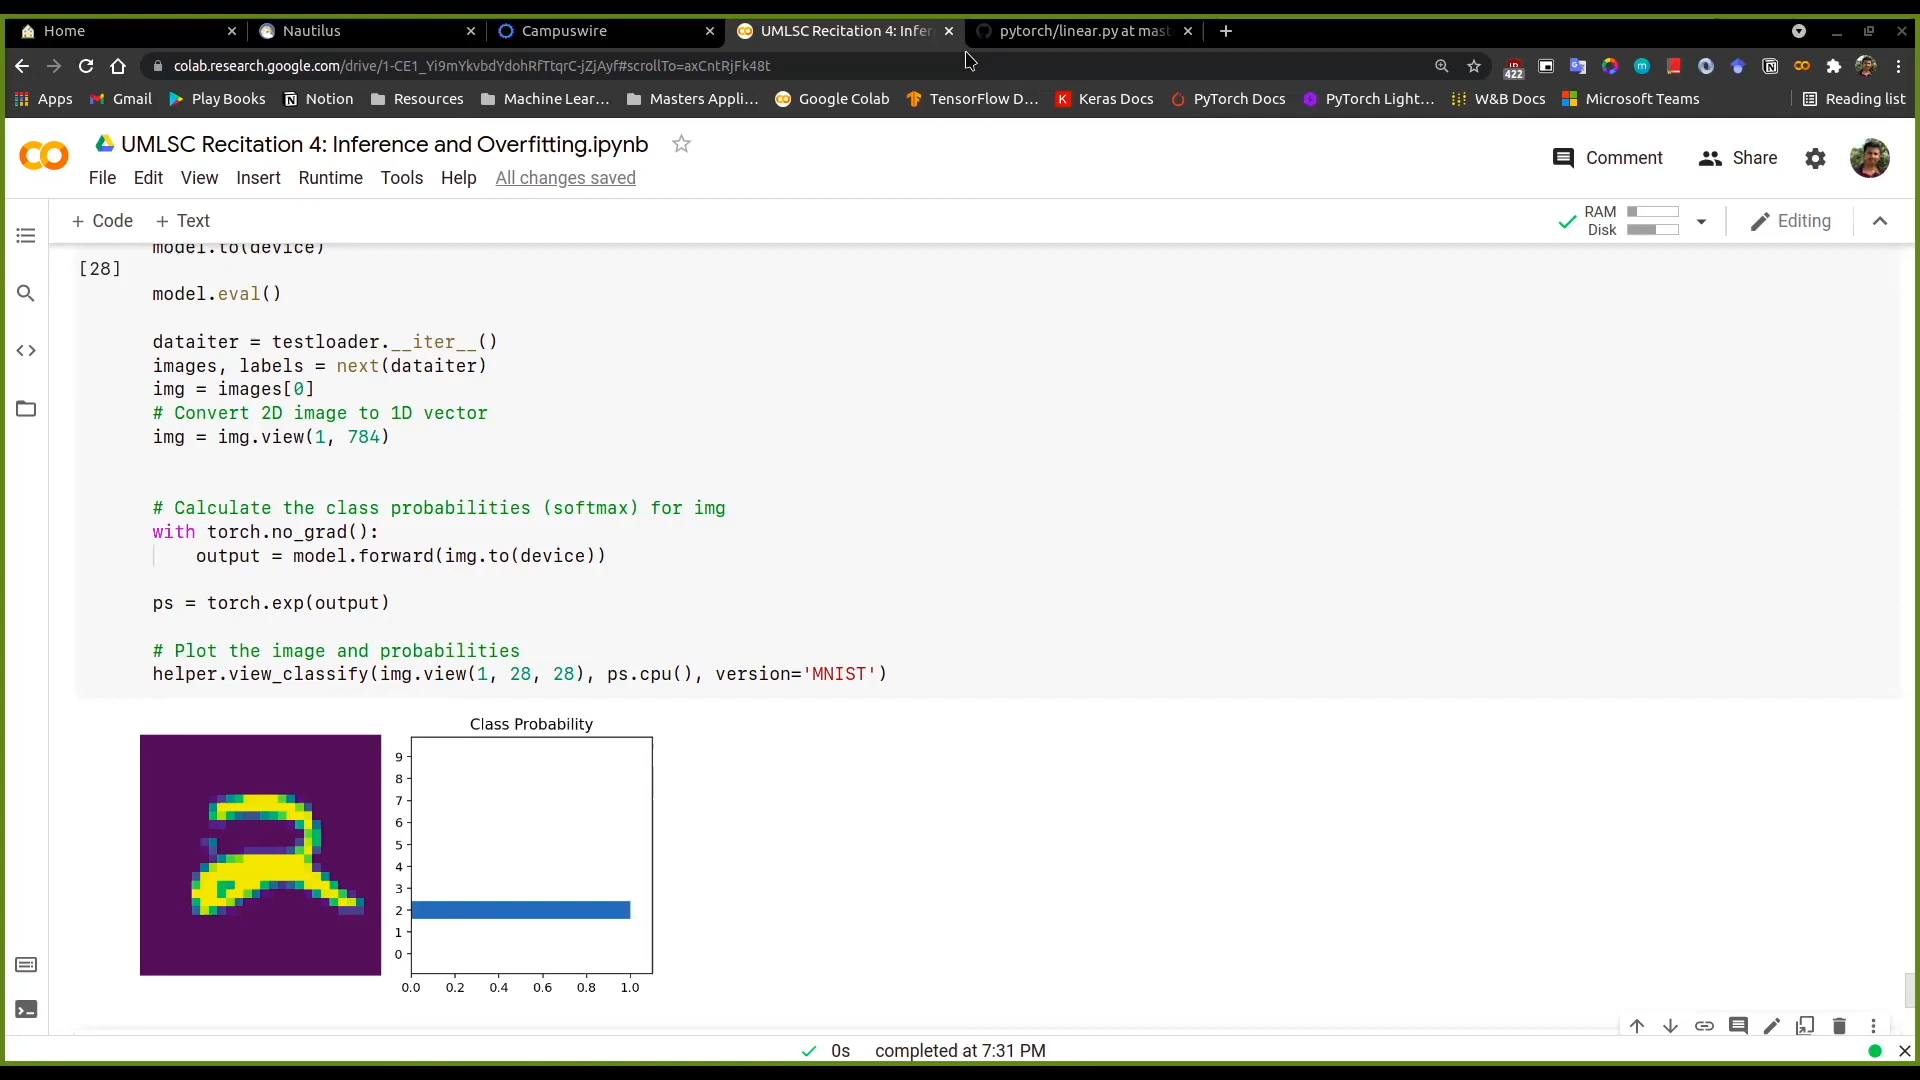 Home
Nautilus
Campuswire
UMLSC Recitation 4: Infer
pytorch/linear.py at mast
colab.research.google.com/drive/1-CE1_Yi9mYkvbdYdohRfTtqrC-jZjAyf#scrollTo=axCntRjFk48t
422
Apps
Gmail
Play Books
Notion
Resources
Machine Lear...
Masters Appli...
Google Colab
TensorFlow D...
Keras Docs
PyTorch Docs
PyTorch Light...
W&B Docs
Microsoft Teams
Reading list
UMLSC Recitation 4: Inference and Overfitting.ipynb
Comment
Share
File Edit View Insert Runtime Tools Help All changes saved
+ Code + Text
RAM
Disk
Editing
model.to(device)
[28]
model.eval()
dataiter = testloader.__iter__()
images, labels = next(dataiter)
img = images[0]
# Convert 2D image to 1D vector
img = img.view(1, 784)
# Calculate the class probabilities (softmax) for img
with torch.no_grad():
output = model.forward(img.to(device))
ps = torch.exp(output)
# Plot the image and probabilities
helper.view_classify(img.view(1, 28, 28), ps.cpu(), version='MNIST')
Class Probability
9
8
7
6
5
4
3
2
1
0
0.0 0.2 0.4 0.6 0.8 1.0
0s completed at 7:31 PM